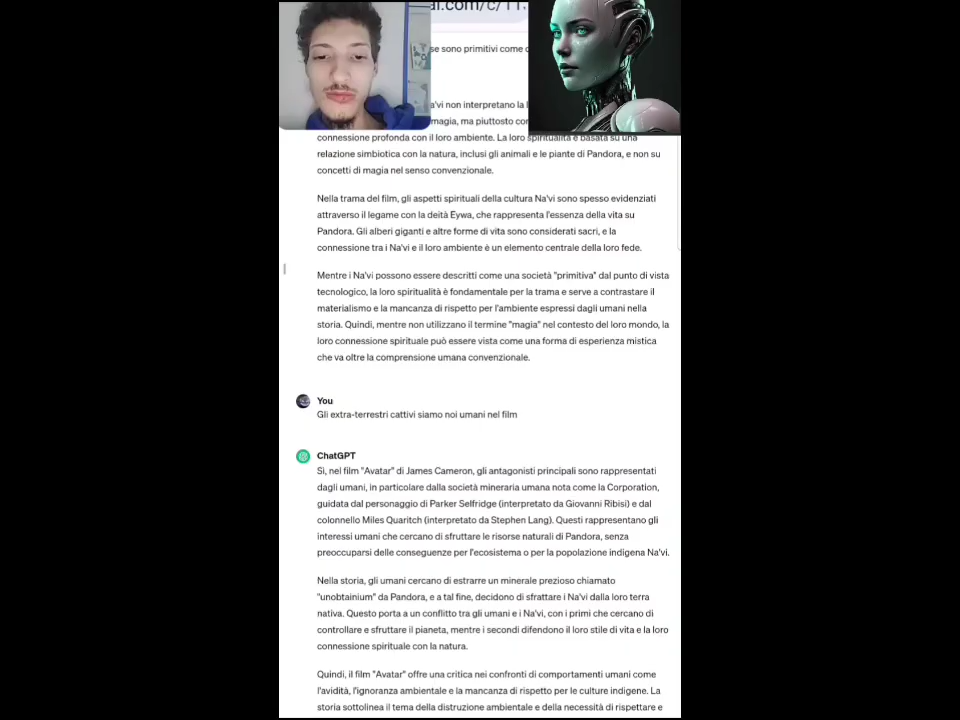 al.com/c/11
se sono primitivi come
a'vi non interpretano la
magia, ma piuttosto
connessione profonda con il loro ambiente. La loro spiritualità è basata su una
relazione simbiotica con la natura, inclusi gli animali e le piante di Pandora, e non su
concetti di magia nel senso convenzionale.
Nella trama del film, gli aspetti spirituali della cultura Na'vi sono spesso evidenziati
attraverso il legame con la deità Eywa, che rappresenta l'essenza della vita su
Pandora. Gli alberi giganti e altre forme di vita sono considerati sacri, e la
connessione tra i Na'vi e il loro ambiente è un elemento centrale della loro fede.
Mentre i Na'vi possono essere descritti come una società "primitiva" dal punto di vista
tecnologico, la loro spiritualità è fondamentale per la trama e serve a contrastare il
materialismo e la mancanza di rispetto per l'ambiente espressi dagli umani nella
storia. Quindi, mentre non utilizzano il termine "magia" nel contesto del loro mondo, la
loro connessione spirituale può essere vista come una forma di esperienza mistica
che va oltre la comprensione umana convenzionale.
You
Gli extra-terrestri cattivi siamo noi umani nel film
ChatGPT
Sì, nel film "Avatar" di James Cameron, gli antagonisti principali sono rappresentati
dagli umani, in particolare dalla società mineraria umana nota come la Corporation,
guidata dal personaggio di Parker Selfridge (interpretato da Giovanni Ribisi) e dal
colonnello Miles Quaritch (interpretato da Stephen Lang). Questi rappresentano gli
interessi umani che cercano di sfruttare le risorse naturali di Pandora, senza
preoccuparsi delle conseguenze per l'ecosistema o per la popolazione indigena Na'vi.
Nella storia, gli umani cercano di estrarre un minerale prezioso chiamato
"unobtainium" da Pandora, e a tal fine, decidono di sfrattare i Na'vi dalla loro terra
nativa. Questo porta a un conflitto tra gli umani e i Na'vi, con i primi che cercano di
controllare e sfruttare il pianeta, mentre i secondi difendono il loro stile di vita e la loro
connessione spirituale con la natura.
Quindi, il film "Avatar" offre una critica nei confronti di comportamenti umani come
l'avidità, l'ignoranza ambientale e la mancanza di rispetto per le culture indigene. La
storia sottolinea il tema della distruzione ambientale e della necessità di rispettare e